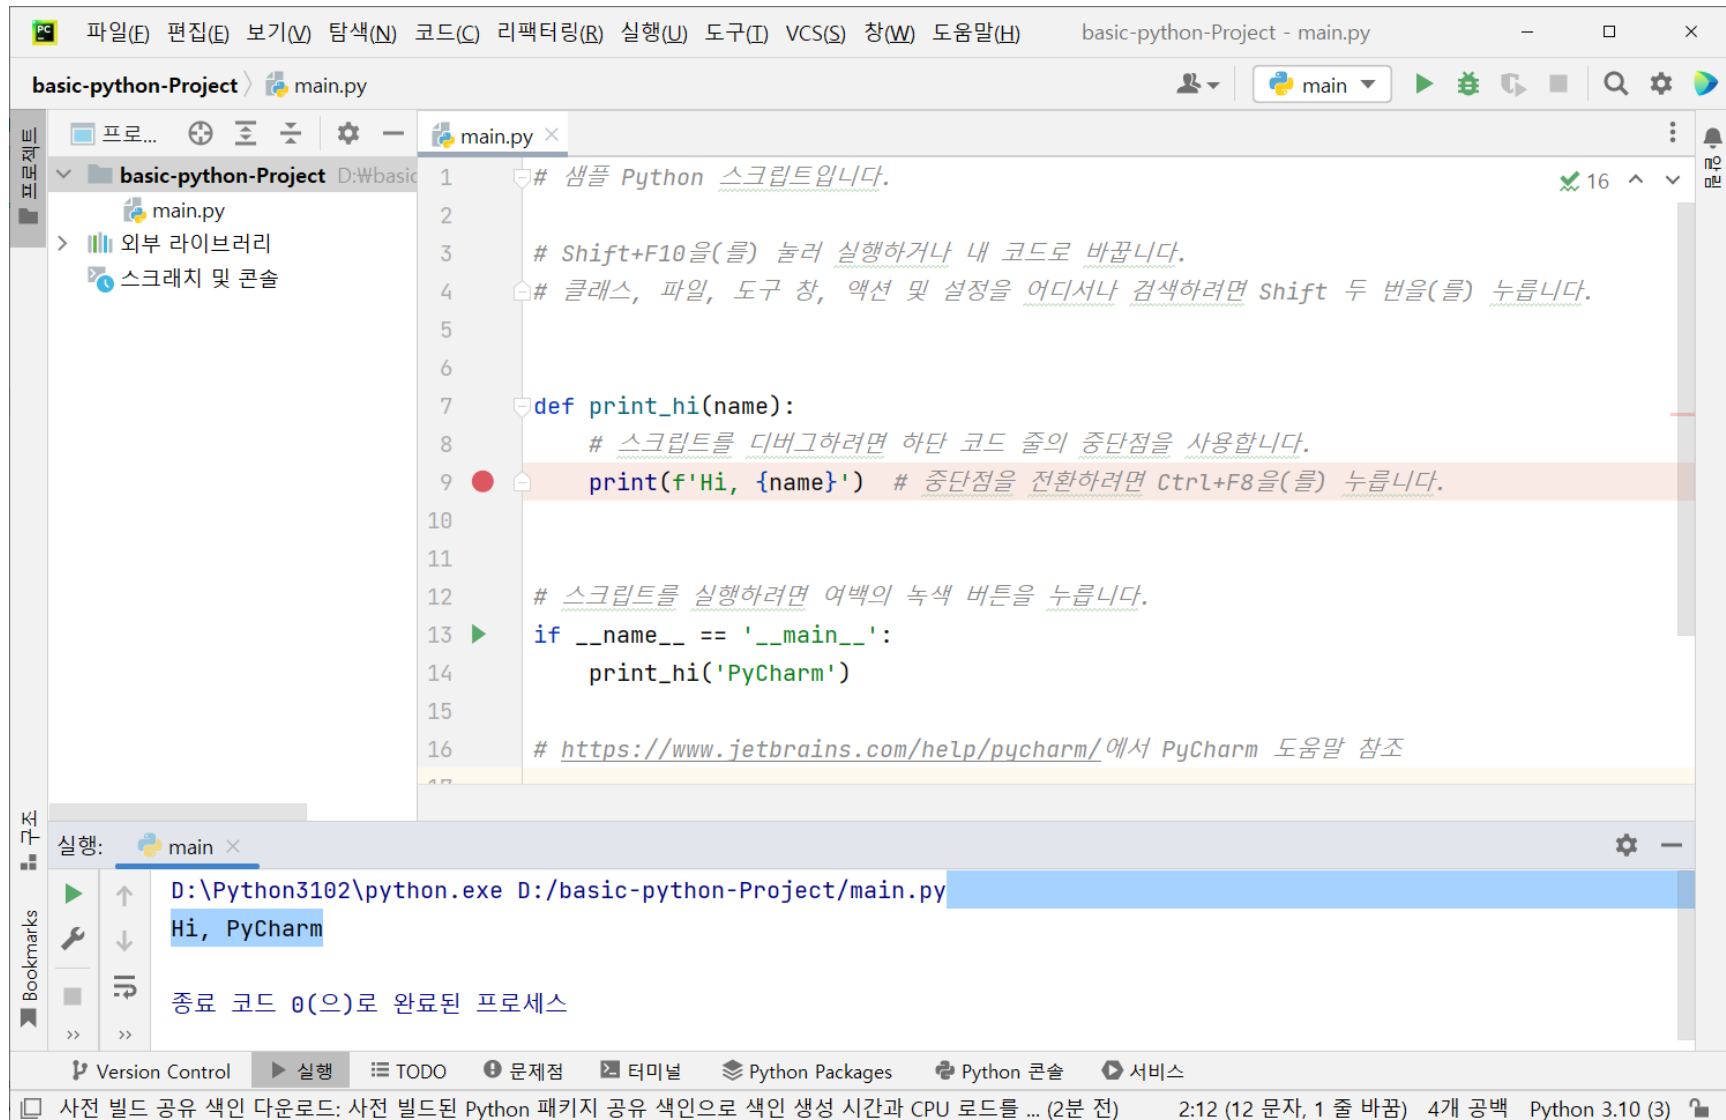 PC 파일(F) 편집(E) 보기(V) 탐색(N) 코드(C) 리팩터링(R) 실행(U) 도구(T) VCS(S) 창(W) 도움말(H) basic-python-Project - main.py
basic-python-Project main.py main
프로젝트
프로...
main.py
알림
basic-python-Project D:₩basic
main.py
외부 라이브러리
스크래치 및 콘솔
16
1 # 샘플 Python 스크립트입니다.
2
3 # Shift+F10을(를) 눌러 실행하거나 내 코드로 바꿉니다.
4 # 클래스, 파일, 도구 창, 액션 및 설정을 어디서나 검색하려면 Shift 두 번을(를) 누릅니다.
5
6
7 def print_hi(name):
8 # 스크립트를 디버그하려면 하단 코드 줄의 중단점을 사용합니다.
9 print(f'Hi, {name}') # 중단점을 전환하려면 Ctrl+F8을(를) 누릅니다.
10
11
12 # 스크립트를 실행하려면 여백의 녹색 버튼을 누릅니다.
13 if __name__ == '__main__':
14 print_hi('PyCharm')
15
16 # https://www.jetbrains.com/help/pycharm/에서 PyCharm 도움말 참조
17
구조
Bookmarks
실행: main
D:\Python3102\python.exe D:/basic-python-Project/main.py
Hi, PyCharm
종료 코드 0(으)로 완료된 프로세스
Version Control 실행 TODO 문제점 터미널 Python Packages Python 콘솔 서비스
사전 빌드 공유 색인 다운로드: 사전 빌드된 Python 패키지 공유 색인으로 색인 생성 시간과 CPU 로드를 ... (2분 전) 2:12 (12 문자, 1 줄 바꿈) 4개 공백 Python 3.10 (3)